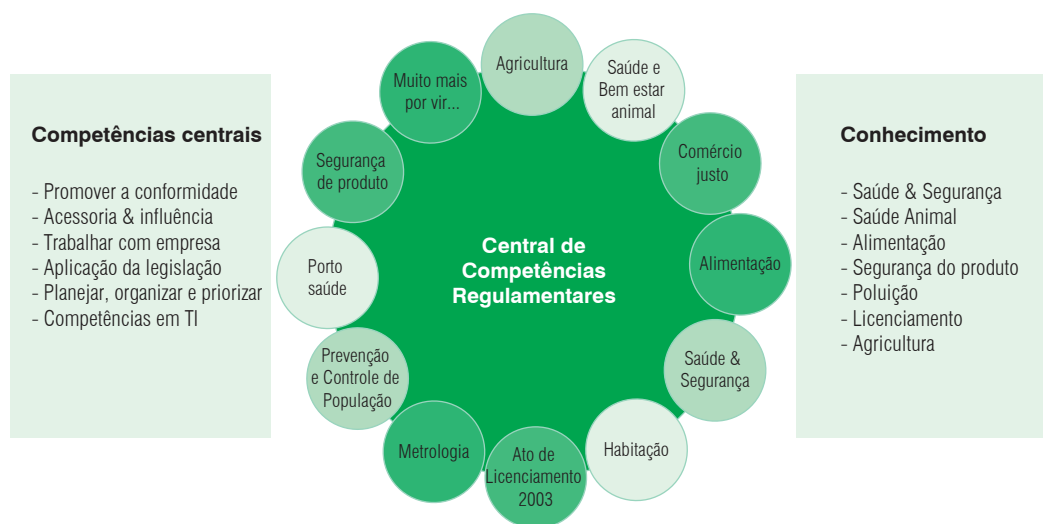 Competências centrais
- Promover a conformidade
- Acessoria & influência
- Trabalhar com empresa
- Aplicação da legislação
- Planejar, organizar e priorizar
- Competências em TI
Agricultura
Saúde e
Bem estar
animal
Comércio
justo
Alimentação
Saúde &
Segurança
Habitação
Ato de
Licenciamento
2003
Metrologia
Prevenção
e Controle de
População
Porto
saúde
Segurança
de produto
Muito mais
por vir...
Central de
Competências
Regulamentares
Conhecimento
- Saúde & Segurança
- Saúde Animal
- Alimentação
- Segurança do produto
- Poluição
- Licenciamento
- Agricultura